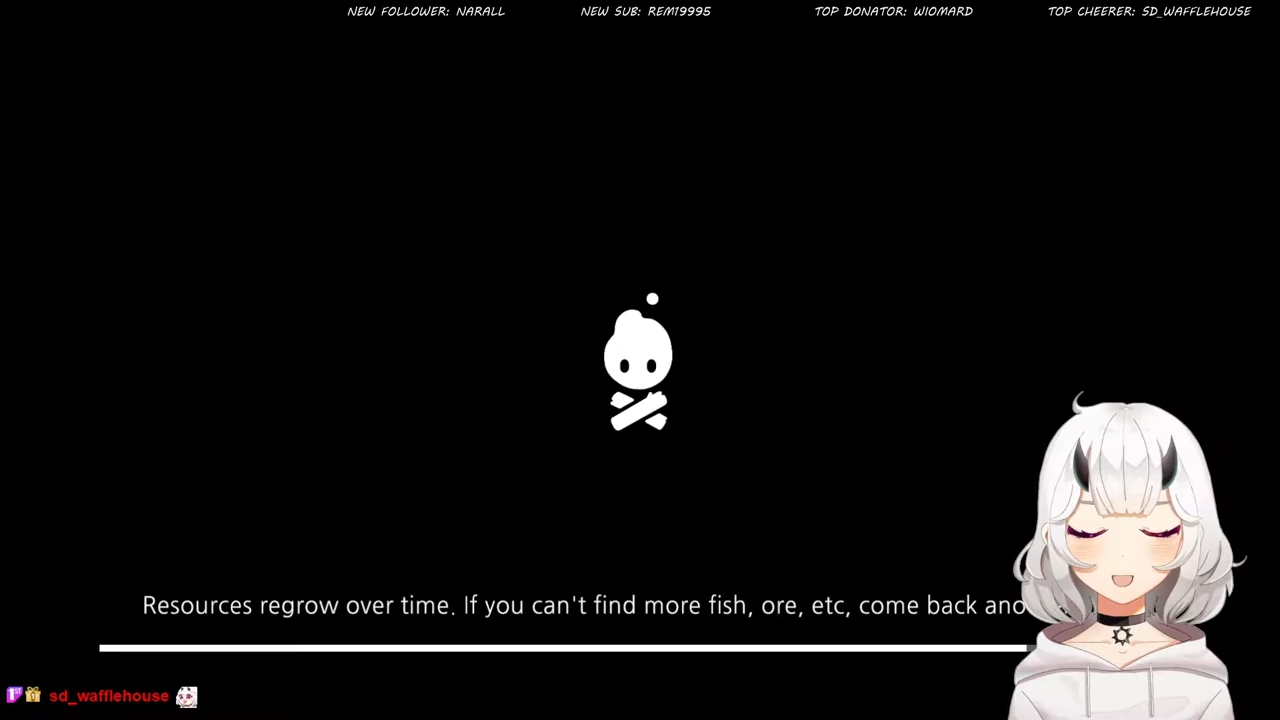 NEW FOLLOWER: NARALL NEW SUB: REM19995 TOP DONATOR: WIOMARD TOP CHEERER: SD_WAFFLEHOUSE
Resources regrow over time. If you can't find more fish, ore, etc, come back ano
1ST sd_wafflehouse